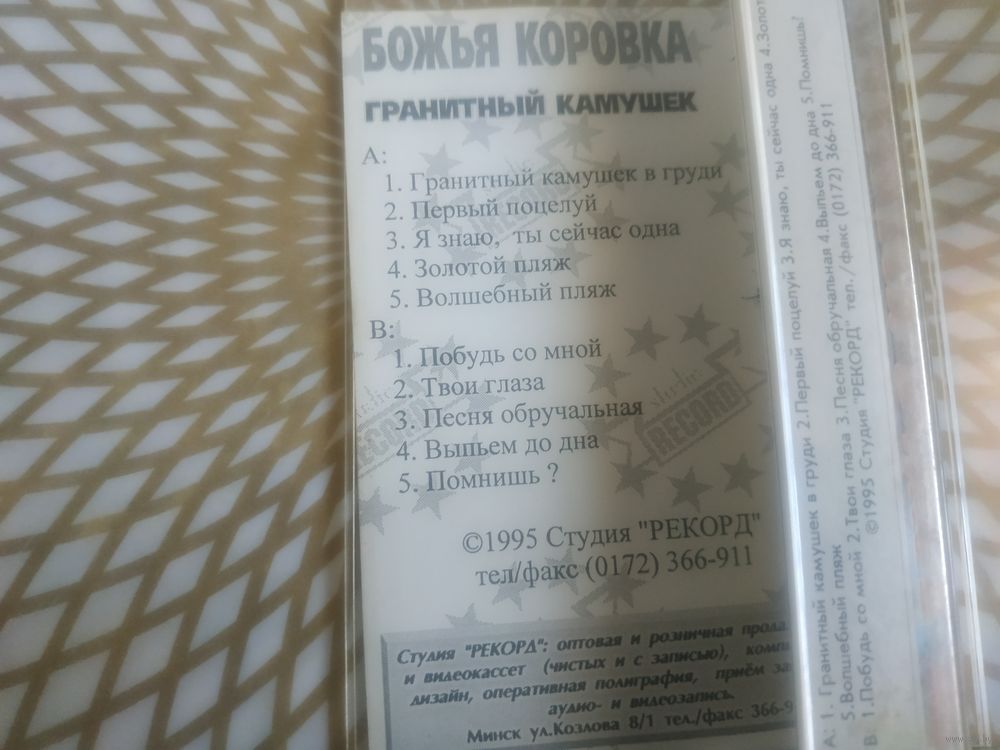 БОЖЬЯ КОРОВКА
ГРАНИТНЫЙ КАМУШЕК
А:
1. Гранитный камушек в груди
2. Первый поцелуй
3. Я знаю, ты сейчас одна
4. Золотой пляж
5. Волшебный пляж
В:
1. Побудь со мной
2. Твои глаза
3. Песня обручальная
4. Выпьем до дна
5. Помнишь ?
©1995 Студия "РЕКОРД"
тел/факс (0172) 366-911
Студия "РЕКОРД": оптовая и розничная
и видеокассет (чистых и с записью),
дизайн, оперативная полиграфия, приём
аудио- и видеозапись.
Минск ул.Козлова 8/1 тел./факс 366-9
RECORD
RECORD
А: 1. Гранитный камушек в груди 2.Первый поцелуй 3.Я знаю, ты сейчас одна 4.Золот
5.Волшебный пляж
В 1.Побудь со мной 2.Твои глаза 3.Песня обручальная 4.Выпьем до дна 5.Помнишь?
©1995 Студия "РЕКОРД" тел./факс (0172) 366-911